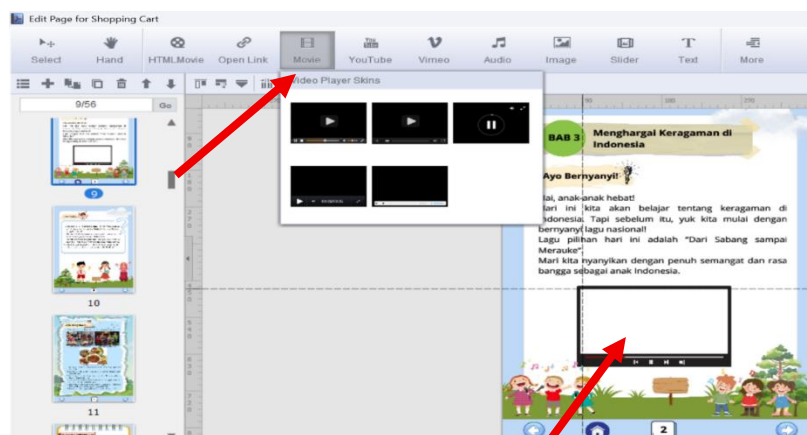 Edit Page for Shopping Cart
Select Hand HTMLMovie Open Link Movie YouTube Vimeo Audio Image Slider Text More
Video Player Skins
9/56 Go
9
10
11
BAB 3
Menghargai Keragaman di
Indonesia
Ayo Bernyanyi!
Hai, anak-anak hebat!
Hari ini kita akan belajar tentang keragaman di
Indonesia. Tapi sebelum itu, yuk kita mulai dengan
bernyanyi lagu nasional!
Lagu pilihan hari ini adalah "Dari Sabang sampai
Merauke".
Mari kita nyanyikan dengan penuh semangat dan rasa
bangga sebagai anak Indonesia.
2